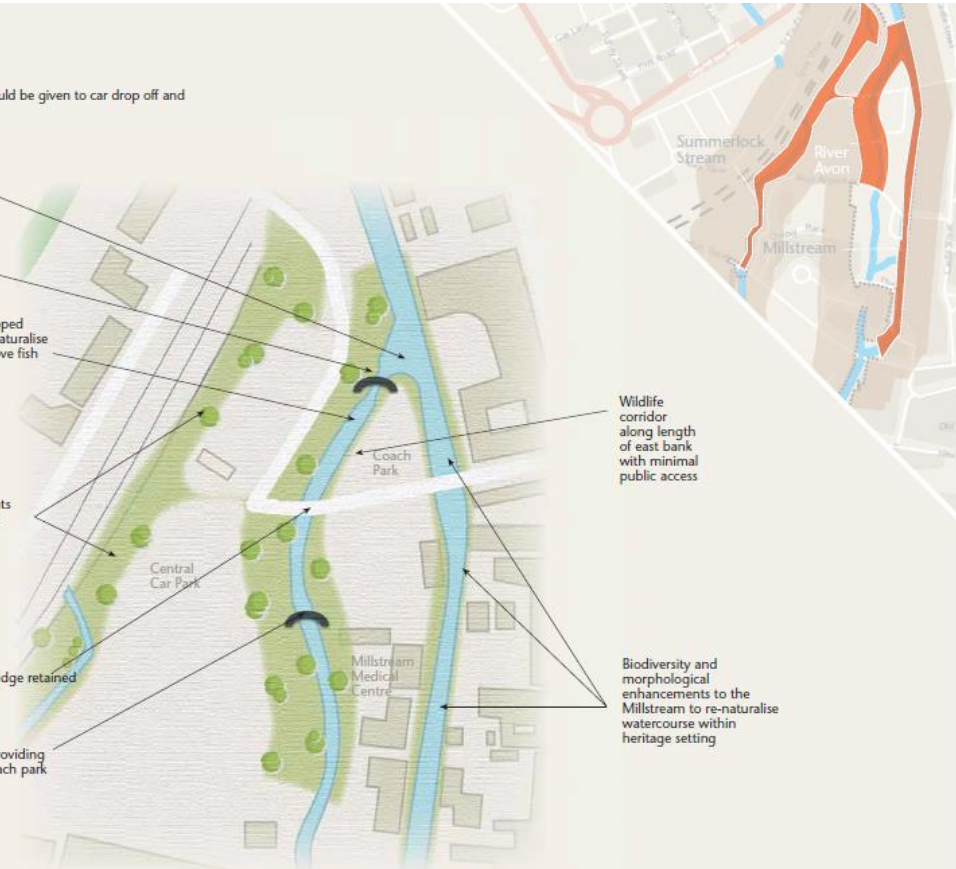 uld be given to car drop off and
Summerlock
Stream
River
Avon
Millstream
pped
aturalise
ve fish
Wildlife
corridor
along length
of east bank
with minimal
public access
Coach
Park
ts
Central
Car Park
dge retained
Millstream
Medical
Centre
Biodiversity and
morphological
enhancements to the
Millstream to re-naturalise
watercourse within
heritage setting
roviding
ach park